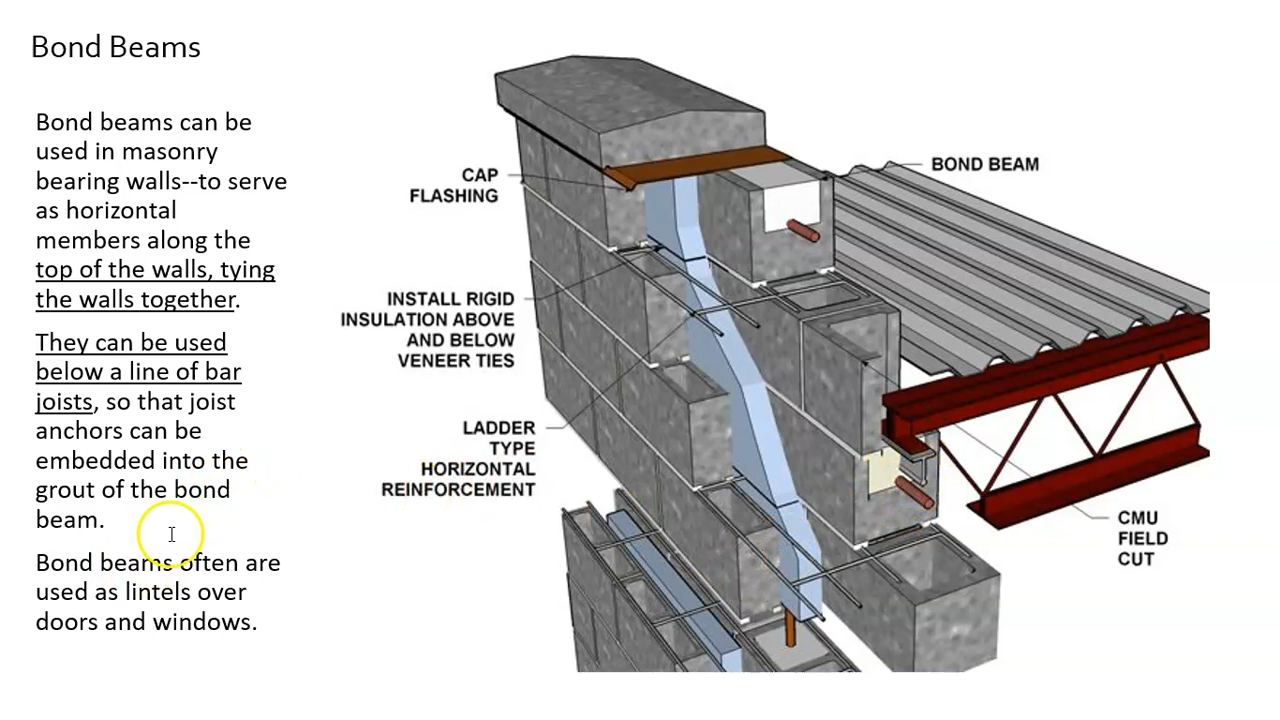 Bond Beams
Bond beams can be
used in masonry
bearing walls--to serve
as horizontal
members along the
top of the walls, tying
the walls together.
They can be used
below a line of bar
joists, so that joist
anchors can be
embedded into the
grout of the bond
beam.
Bond beams often are
used as lintels over
doors and windows.
CAP
FLASHING
BOND BEAM
INSTALL RIGID
INSULATION ABOVE
AND BELOW
VENEER TIES
LADDER
TYPE
HORIZONTAL
REINFORCEMENT
CMU
FIELD
CUT